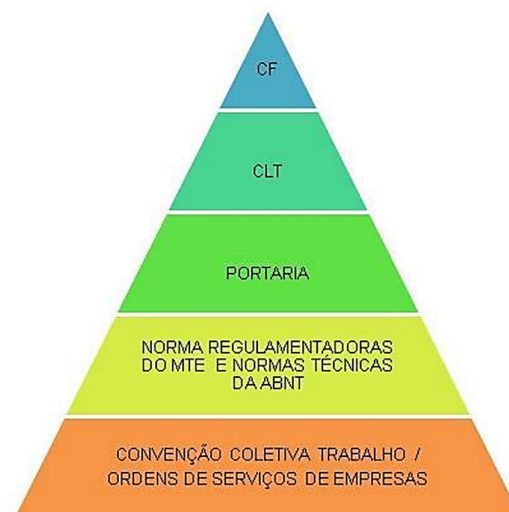 CF
CLT
PORTARIA
NORMA REGULAMENTADORAS
DO MTE E NORMAS TÉCNICAS
DA ABNT
CONVENÇÃO COLETIVA TRABALHO /
ORDENS DE SERVIÇOS DE EMPRESAS